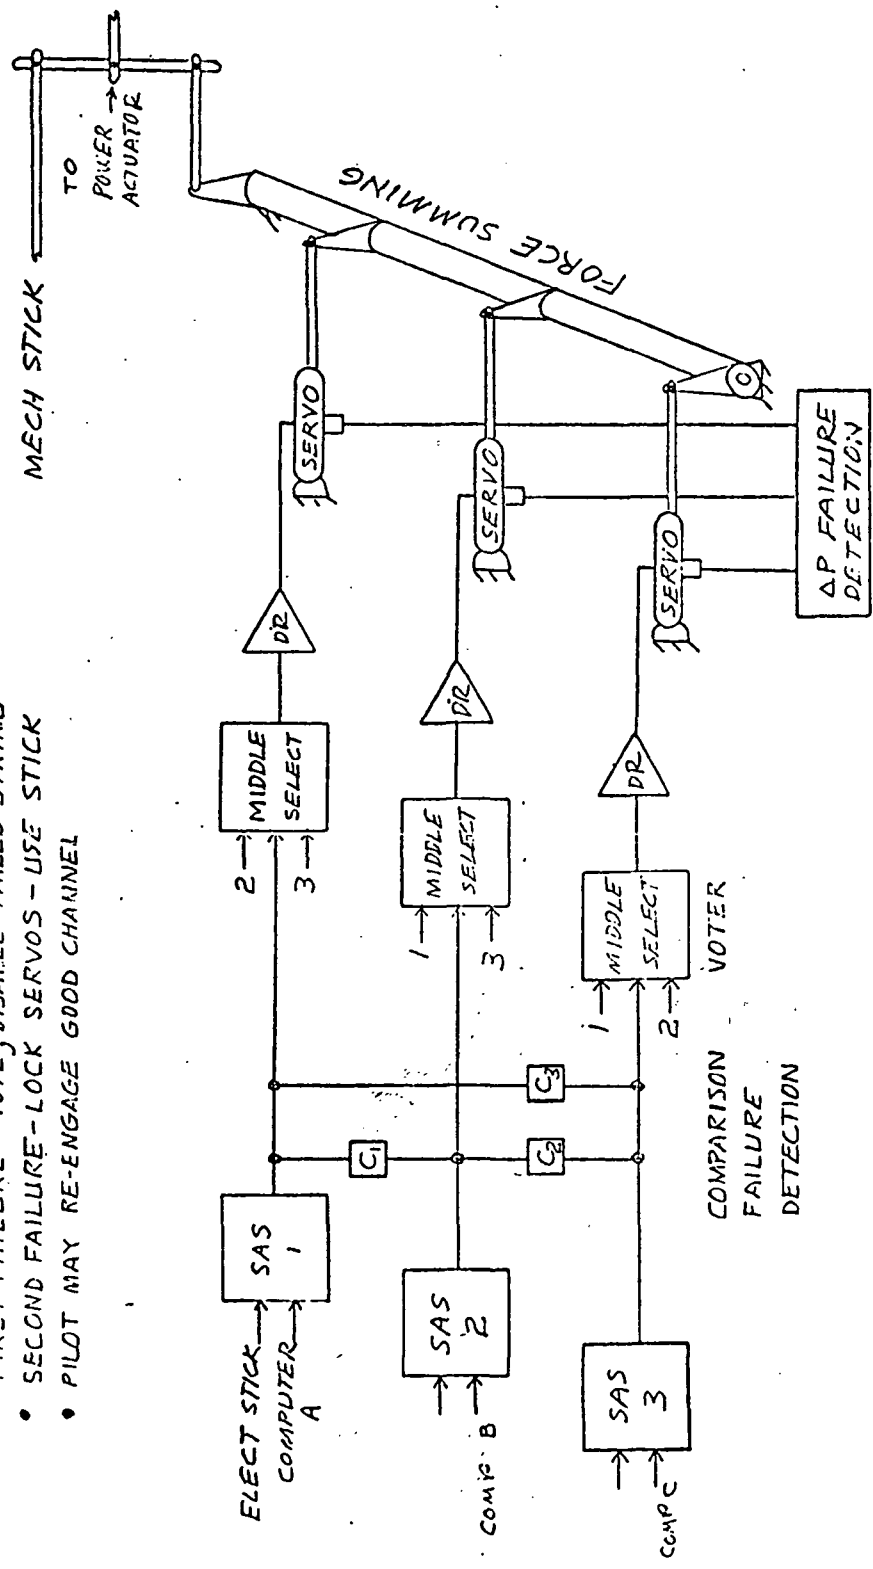 • SECOND FAILURE - LOCK SERVOS - USE STICK
• PILOT MAY RE-ENGAGE GOOD CHANNEL
MECH STICK
TO
POWER
ACTUATOR
FORCE SUMMING
ELECT STICK
COMPUTER
A
SAS
1
2
3
MIDDLE
SELECT
DR
SERVO
C1
C3
COMP. B
SAS
2
1
3
MIDDLE
SELECT
DR
SERVO
C2
COMP C
SAS
3
1
2
MIDDLE
SELECT
VOTER
DR
SERVO
COMPARISON
FAILURE
DETECTION
ΔP FAILURE
DETECTION